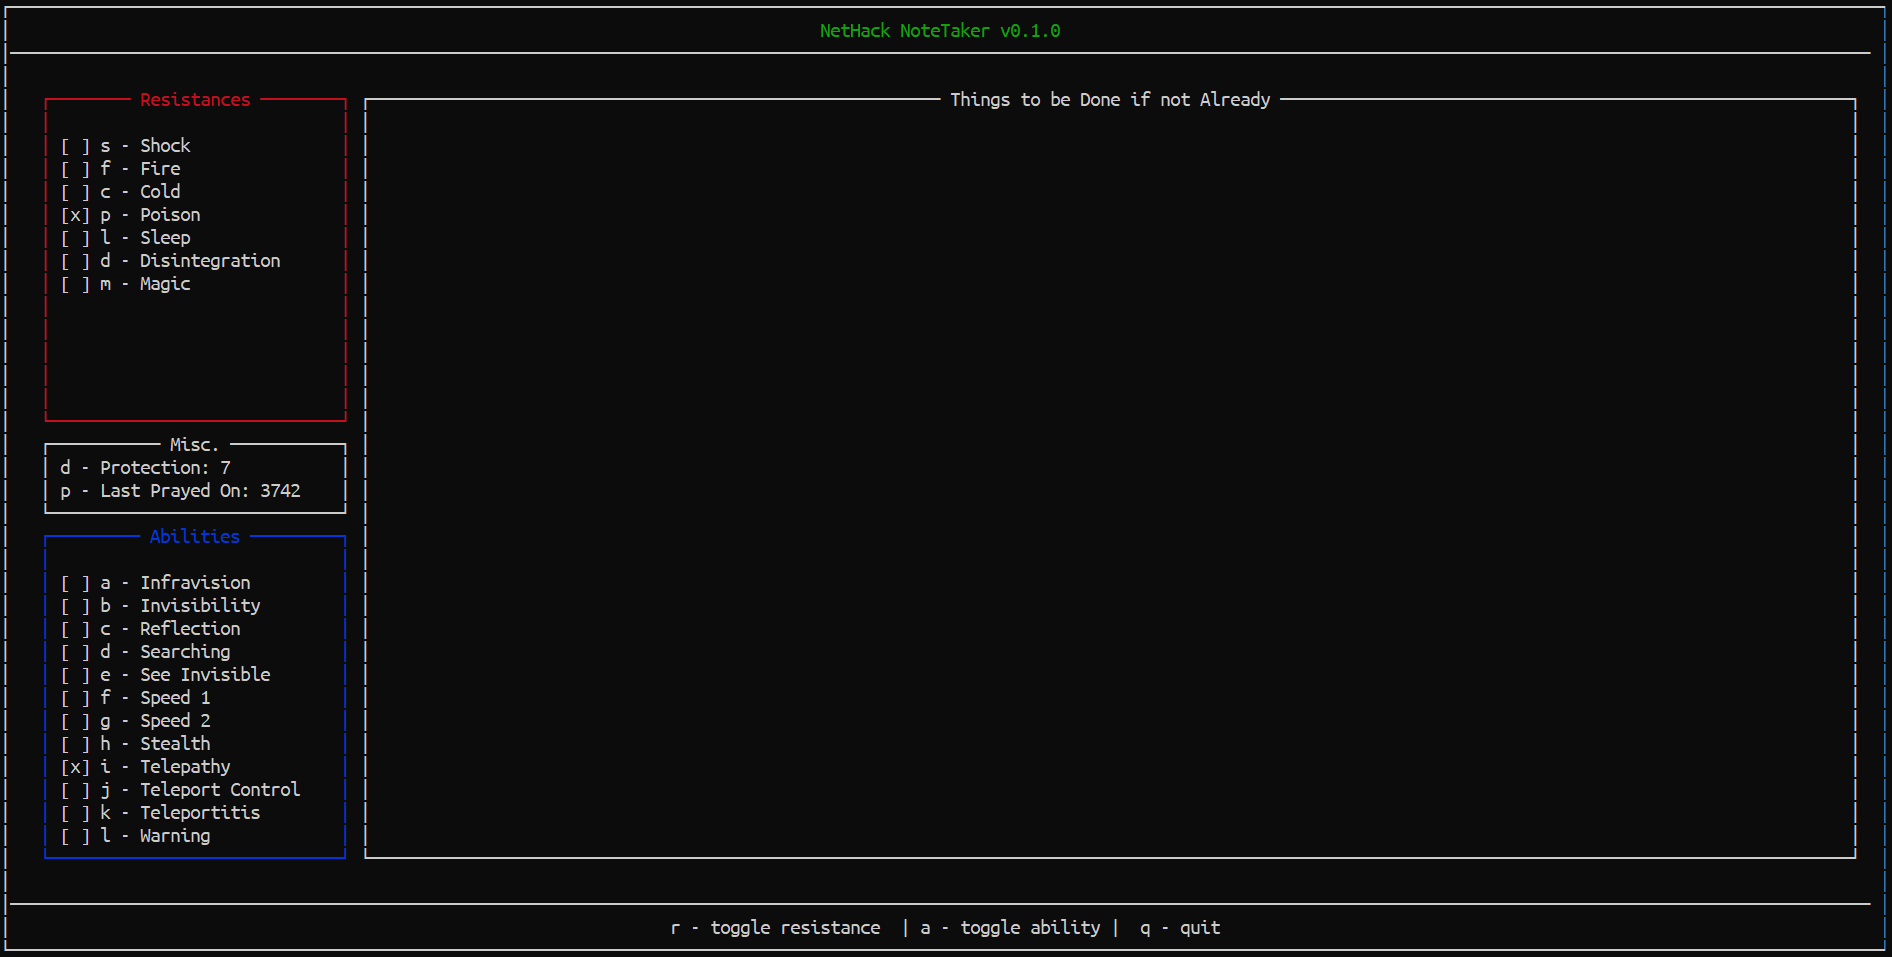 NetHack NoteTaker v0.1.0
Resistances
[ ] s - Shock
[ ] f - Fire
[ ] c - Cold
[x] p - Poison
[ ] l - Sleep
[ ] d - Disintegration
[ ] m - Magic
Misc.
d - Protection: 7
p - Last Prayed On: 3742
Abilities
[ ] a - Infravision
[ ] b - Invisibility
[ ] c - Reflection
[ ] d - Searching
[ ] e - See Invisible
[ ] f - Speed 1
[ ] g - Speed 2
[ ] h - Stealth
[x] i - Telepathy
[ ] j - Teleport Control
[ ] k - Teleportitis
[ ] l - Warning
Things to be Done if not Already
r - toggle resistance | a - toggle ability | q - quit